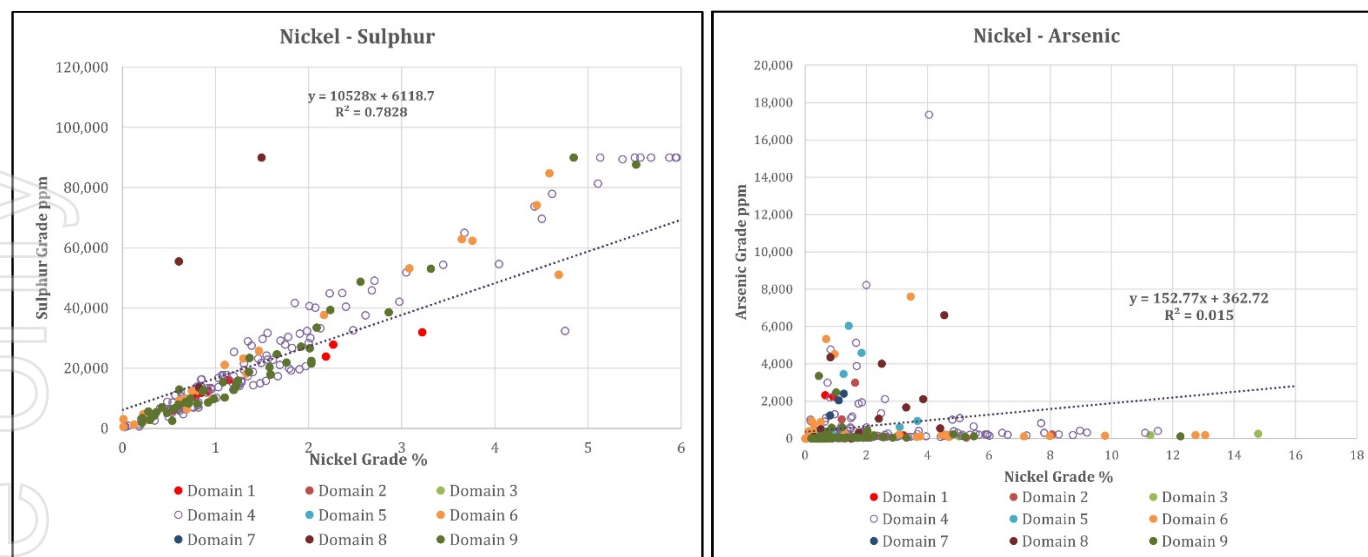 Nickel - Sulphur
120,000
100,000
80,000
60,000
40,000
20,000
0
Sulphur Grade ppm
y = 10528x + 6118.7
R² = 0.7828
0 1 2 3 4 5 6
Nickel Grade %
Domain 1 Domain 2 Domain 3
Domain 4 Domain 5 Domain 6
Domain 7 Domain 8 Domain 9
Nickel - Arsenic
20,000
18,000
16,000
14,000
12,000
10,000
8,000
6,000
4,000
2,000
0
Arsenic Grade ppm
y = 152.77x + 362.72
R² = 0.015
0 2 4 6 8 10 12 14 16 18
Nickel Grade %
Domain 1 Domain 2 Domain 3
Domain 4 Domain 5 Domain 6
Domain 7 Domain 8 Domain 9
only